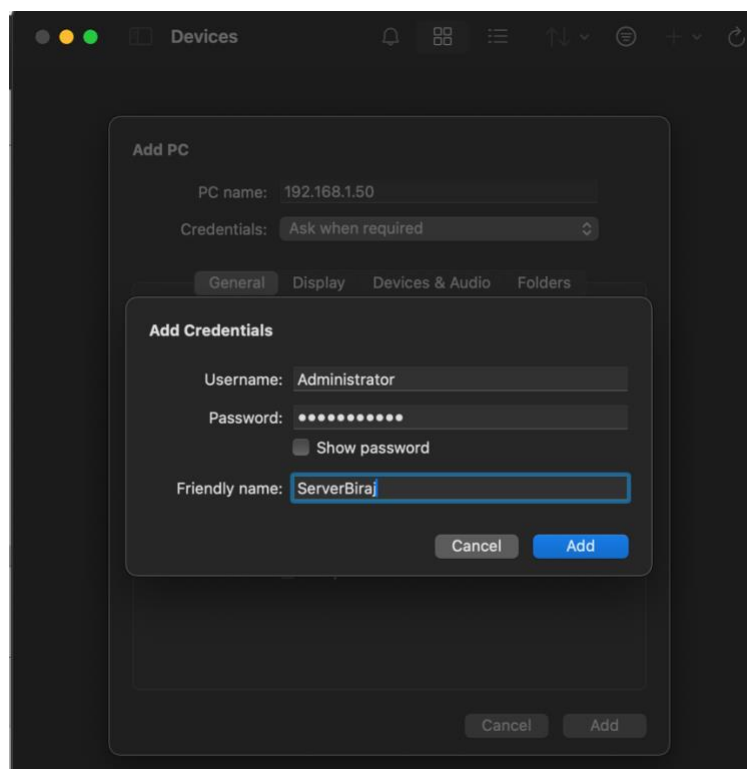 Devices
Add PC
PC name: 192.168.1.50
Credentials: Ask when required
General Display Devices & Audio Folders
Add Credentials
Username: Administrator
Password: •••••••••••
Show password
Friendly name: ServerBiraj
Cancel Add
Cancel Add